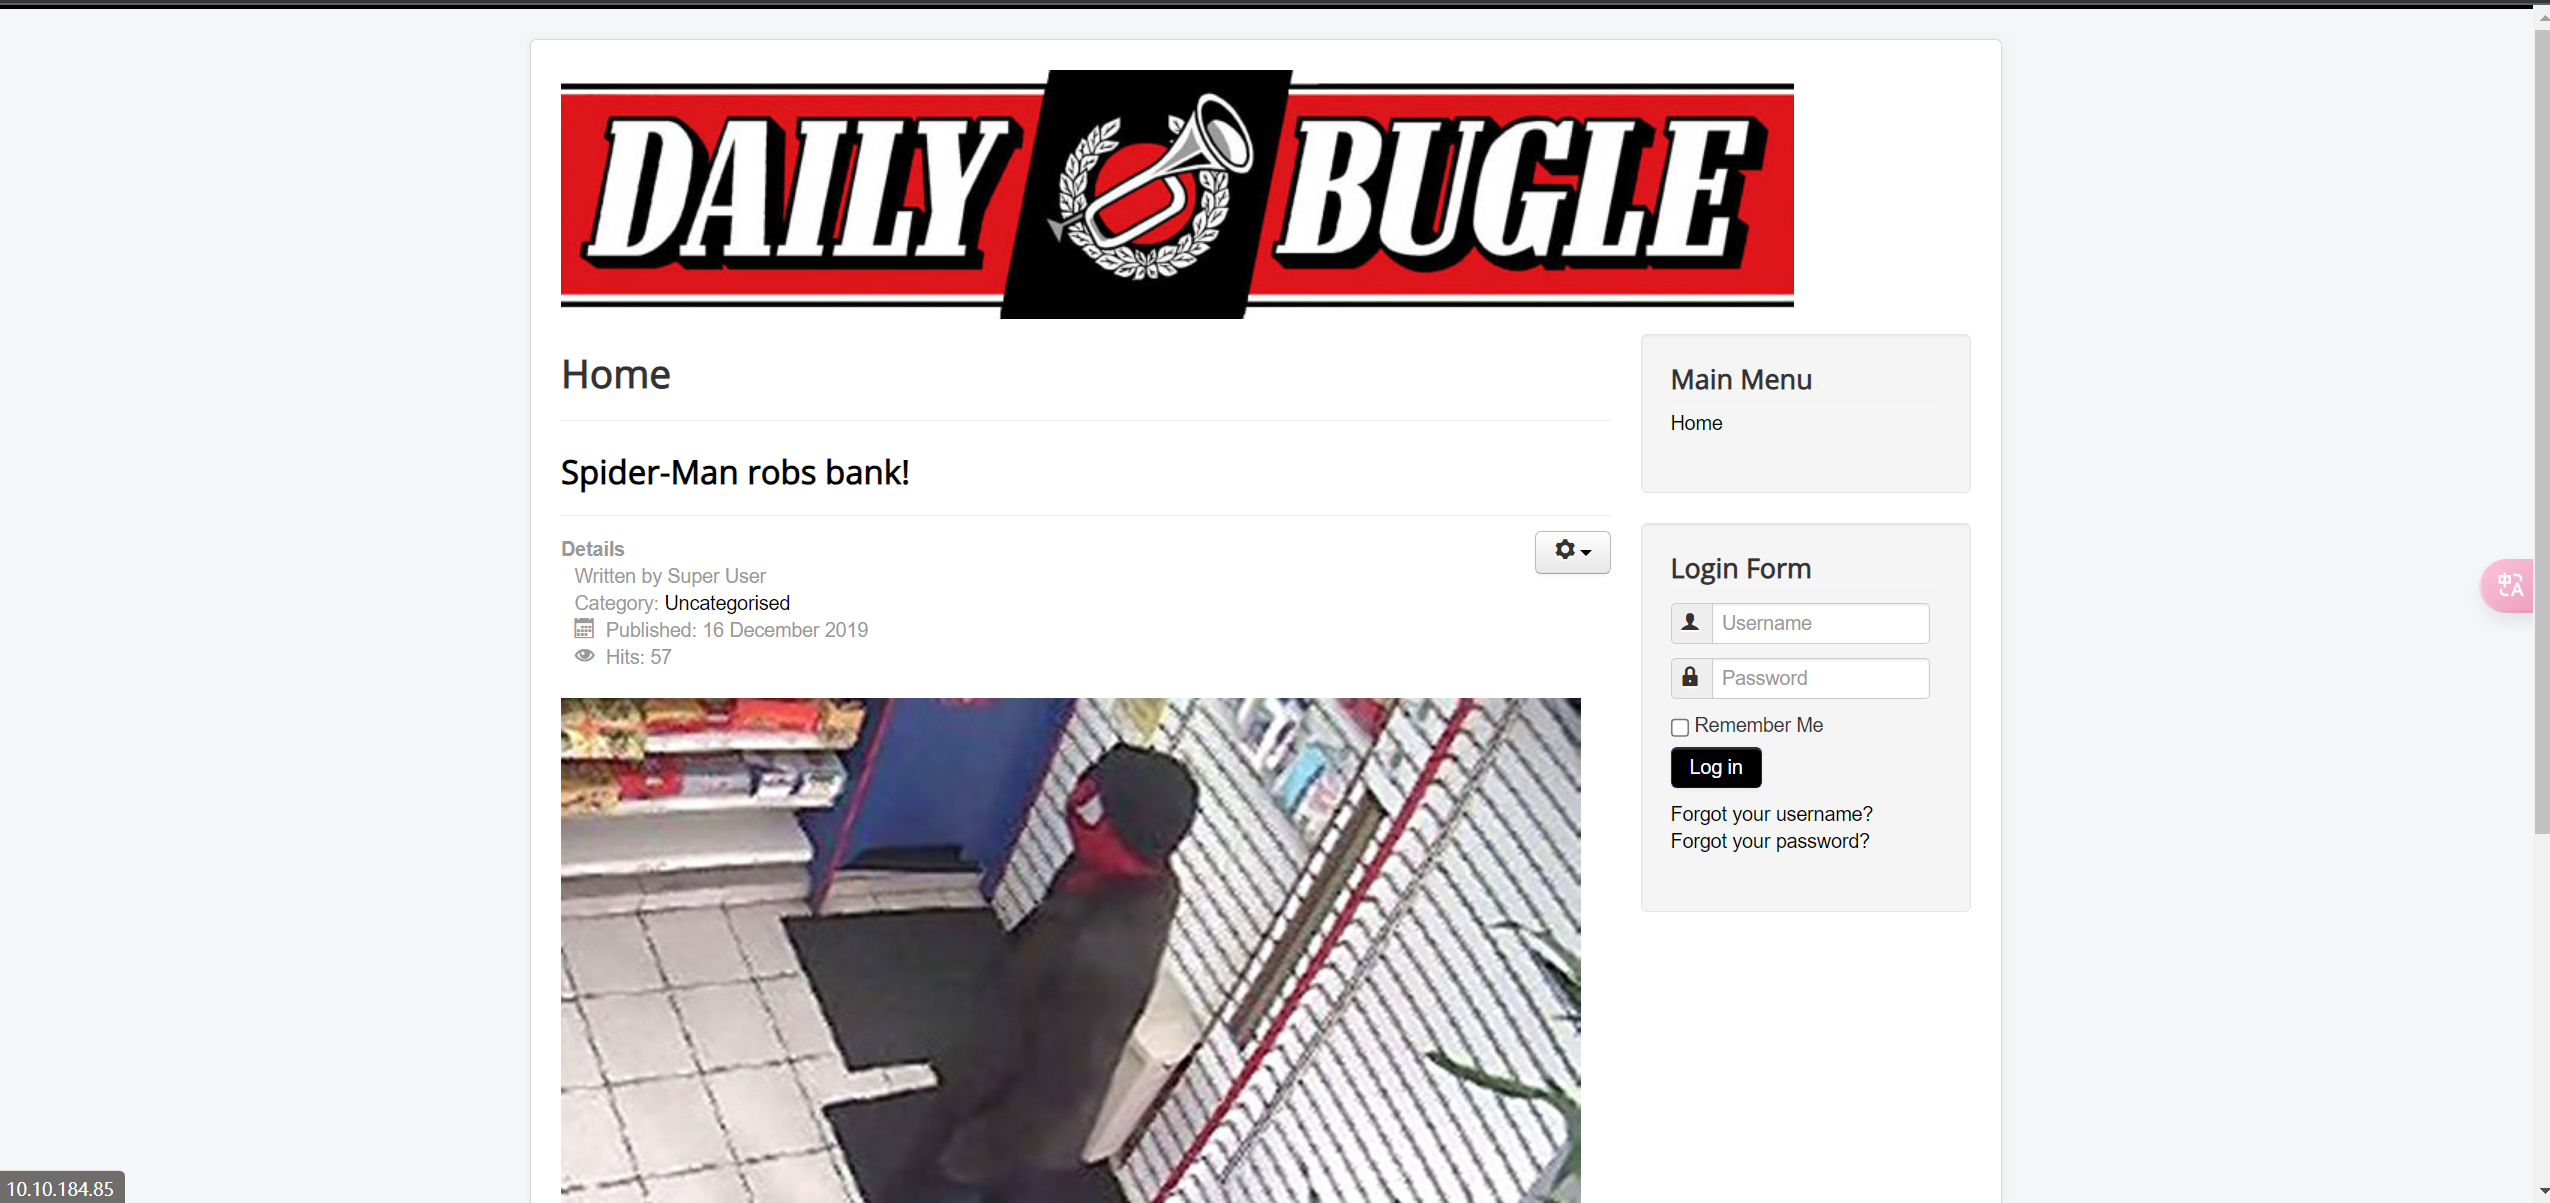 DAILY BUGLE
Home
Spider-Man robs bank!
Details
Written by Super User
Category: Uncategorised
Published: 16 December 2019
Hits: 57
Main Menu
Home
Login Form
Username
Password
Remember Me
Log in
Forgot your username?
Forgot your password?
中A
10.10.184.85